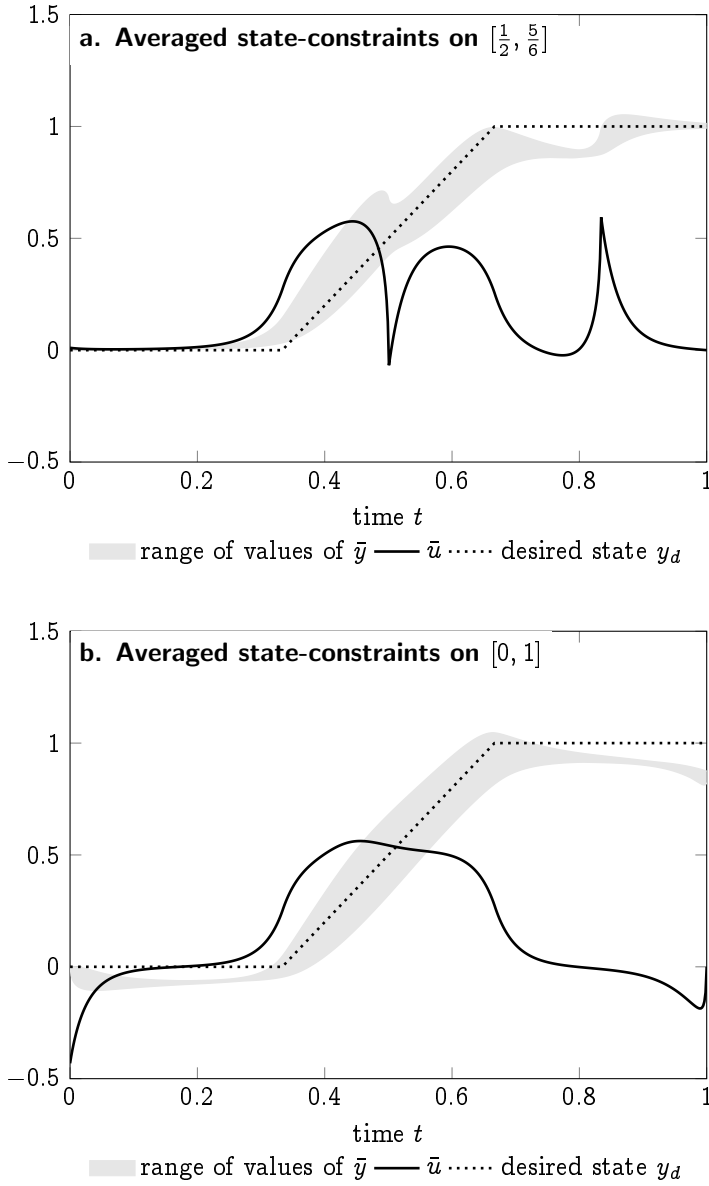 a. Averaged state-constraints on [1/2, 5/6]
1.5
1
0.5
0
−0.5
0 0.2 0.4 0.6 0.8 1
time t
range of values of ȳ ū desired state y_d
b. Averaged state-constraints on [0, 1]
1.5
1
0.5
0
−0.5
0 0.2 0.4 0.6 0.8 1
time t
range of values of ȳ ū desired state y_d